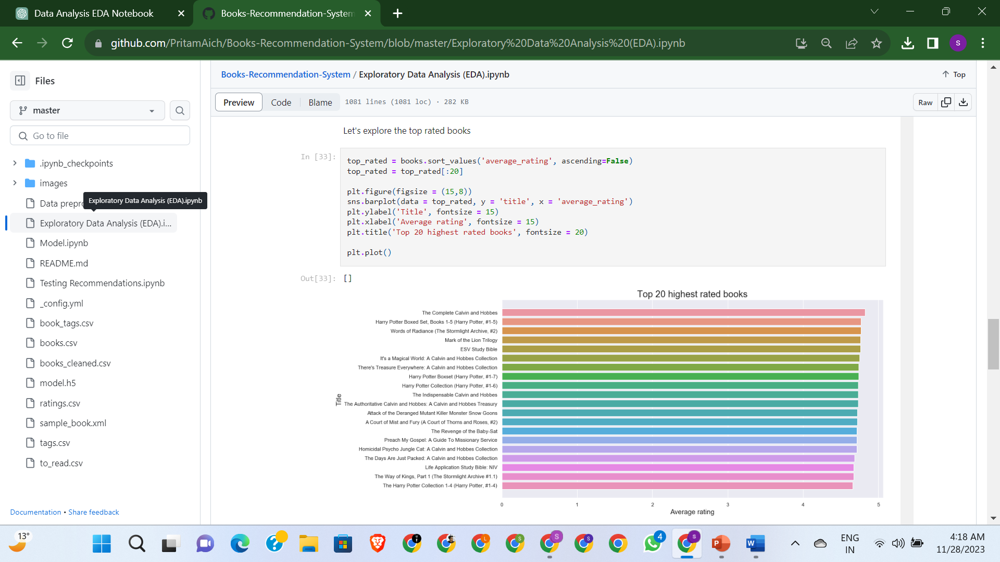 Data Analysis EDA Notebook
Books-Recommendation-System
github.com/PritamAich/Books-Recommendation-System/blob/master/Exploratory%20Data%20Analysis%20(EDA).ipynb
S
Files
master
Go to file
.ipynb_checkpoints
images
Data prepro
Exploratory Data Analysis (EDA).ipynb
Exploratory Data Analysis (EDA).i...
Model.ipynb
README.md
Testing Recommendations.ipynb
_config.yml
book_tags.csv
books.csv
books_cleaned.csv
model.h5
ratings.csv
sample_book.xml
tags.csv
to_read.csv
Documentation • Share feedback
Books-Recommendation-System / Exploratory Data Analysis (EDA).ipynb
Top
Preview Code Blame 1081 lines (1081 loc) · 282 KB
Raw
Let's explore the top rated books
In [33]:
top_rated = books.sort_values('average_rating', ascending=False)
top_rated = top_rated[:20]
plt.figure(figsize = (15,8))
sns.barplot(data = top_rated, y = 'title', x = 'average_rating')
plt.ylabel('Title', fontsize = 15)
plt.xlabel('Average rating', fontsize = 15)
plt.title('Top 20 highest rated books', fontsize = 20)
plt.plot()
Out[33]: []
Top 20 highest rated books
The Complete Calvin and Hobbes
Harry Potter Boxed Set, Books 1-5 (Harry Potter, #1-5)
Words of Radiance (The Stormlight Archive, #2)
Mark of the Lion Trilogy
ESV Study Bible
It's a Magical World: A Calvin and Hobbes Collection
There's Treasure Everywhere: A Calvin and Hobbes Collection
Harry Potter Boxset (Harry Potter, #1-7)
Harry Potter Collection (Harry Potter, #1-6)
The Indispensable Calvin and Hobbes
The Authoritative Calvin and Hobbes: A Calvin and Hobbes Treasury
Attack of the Deranged Mutant Killer Monster Snow Goons
A Court of Mist and Fury (A Court of Thorns and Roses, #2)
The Revenge of the Baby-Sat
Preach My Gospel: A Guide To Missionary Service
Homicidal Psycho Jungle Cat: A Calvin and Hobbes Collection
The Days Are Just Packed: A Calvin and Hobbes Collection
Life Application Study Bible: NIV
The Way of Kings, Part 1 (The Stormlight Archive #1.1)
The Harry Potter Collection 1-4 (Harry Potter, #1-4)
Title
0 1 2 3 4 5
Average rating
13°
L
S
S
S
4
S
P
W
ENG
IN
4:18 AM
11/28/2023